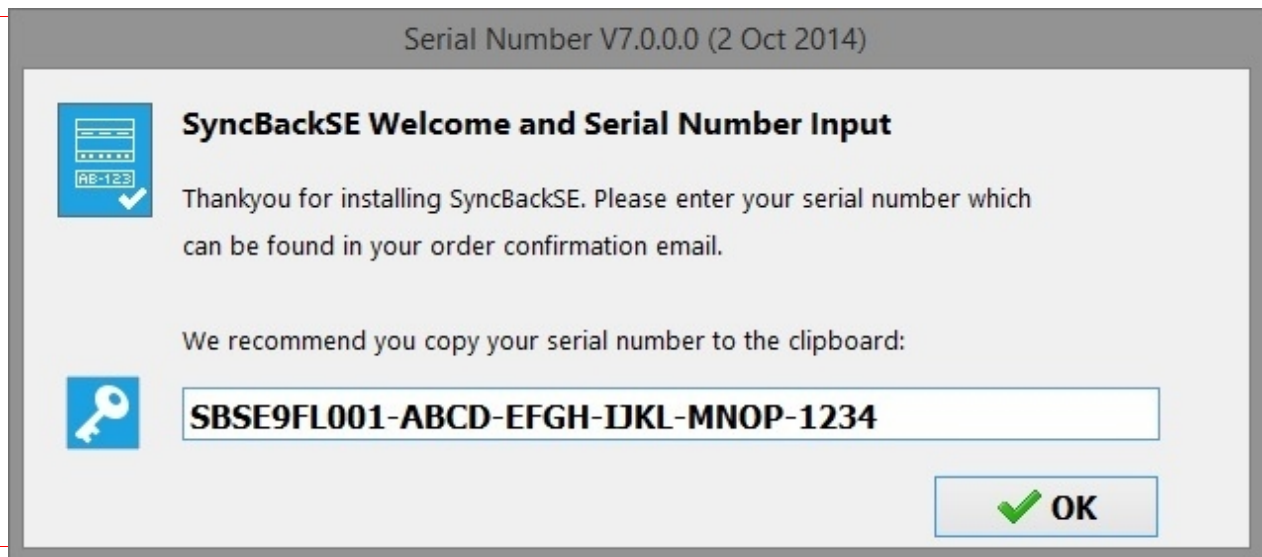 Serial Number V7.0.0.0 (2 Oct 2014)
SyncBackSE Welcome and Serial Number Input
AB-123
Thankyou for installing SyncBackSE. Please enter your serial number which
can be found in your order confirmation email.
We recommend you copy your serial number to the clipboard:
SBSE9FL001-ABCD-EFGH-IJKL-MNOP-1234
OK